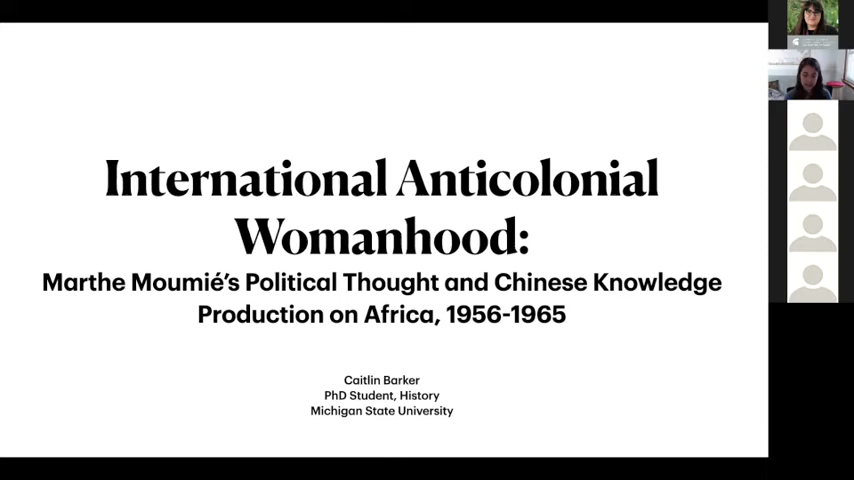 International Anticolonial
Womanhood:
Marthe Moumié's Political Thought and Chinese Knowledge
Production on Africa, 1956-1965
Caitlin Barker
PhD Student, History
Michigan State University